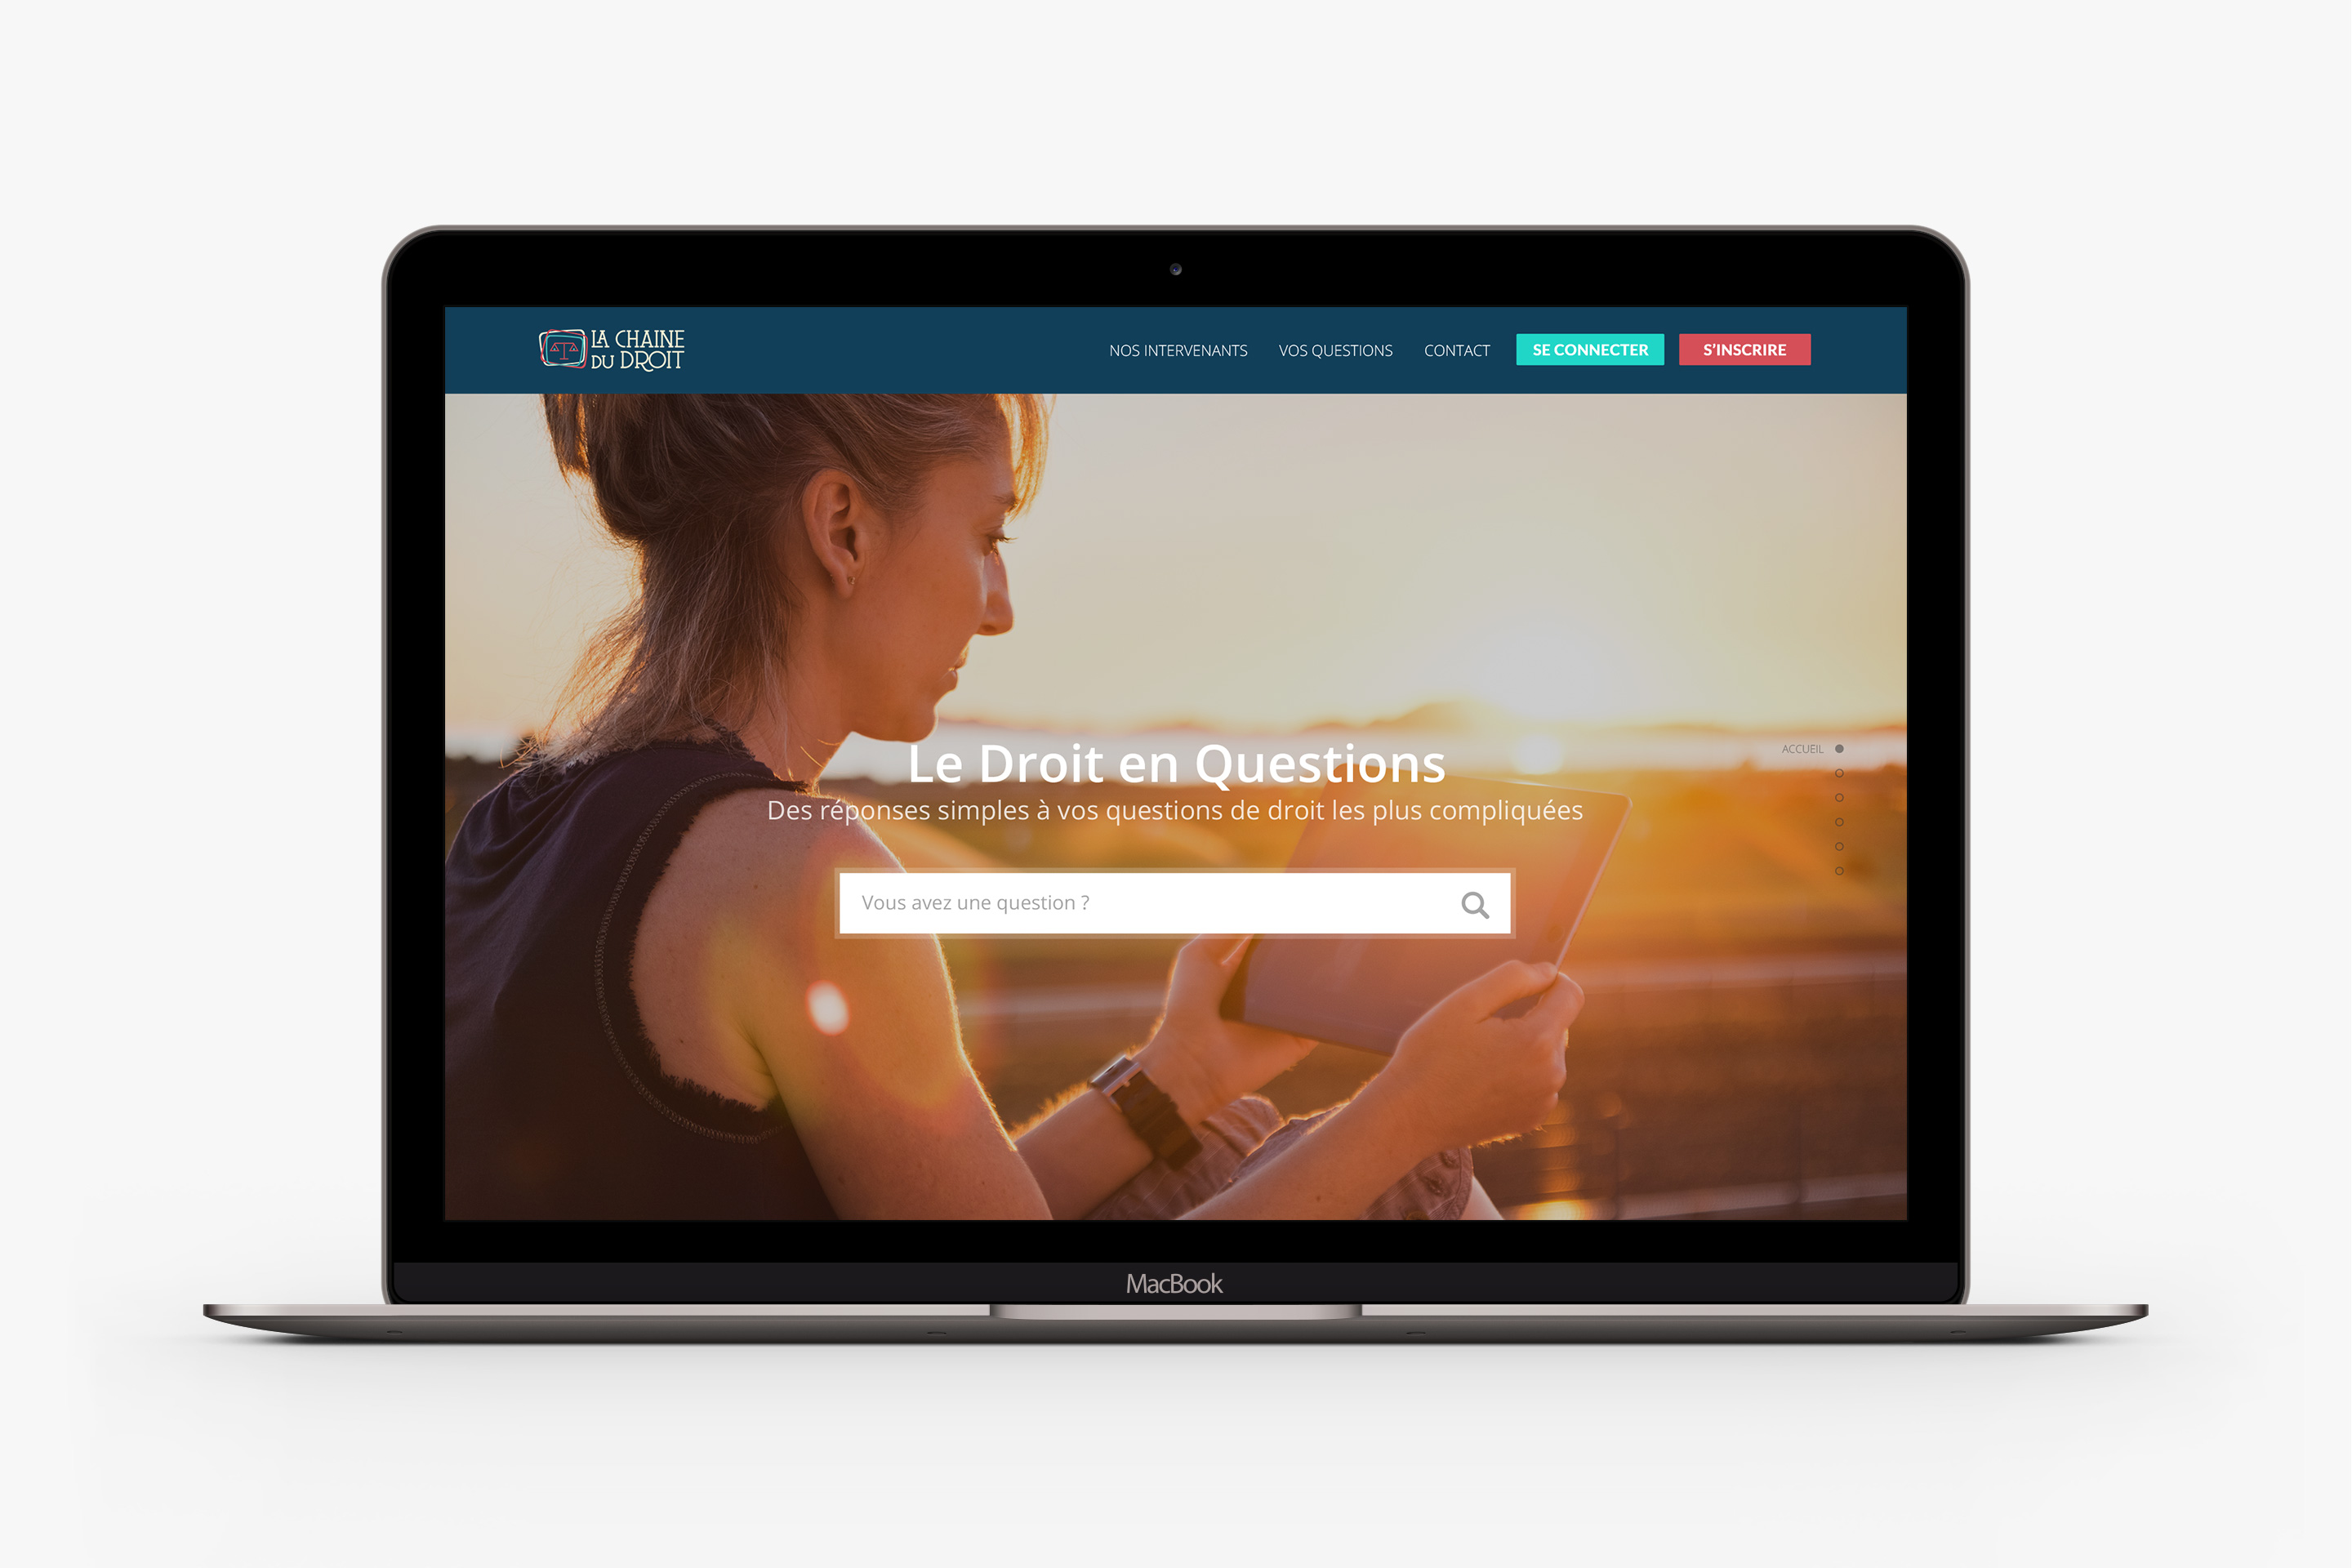 LA CHAINE
DU DROIT
NOS INTERVENANTS
VOS QUESTIONS
CONTACT
SE CONNECTER
S'INSCRIRE
Le Droit en Questions
Des réponses simples à vos questions de droit les plus compliquées
ACCUEIL
Vous avez une question ?
MacBook